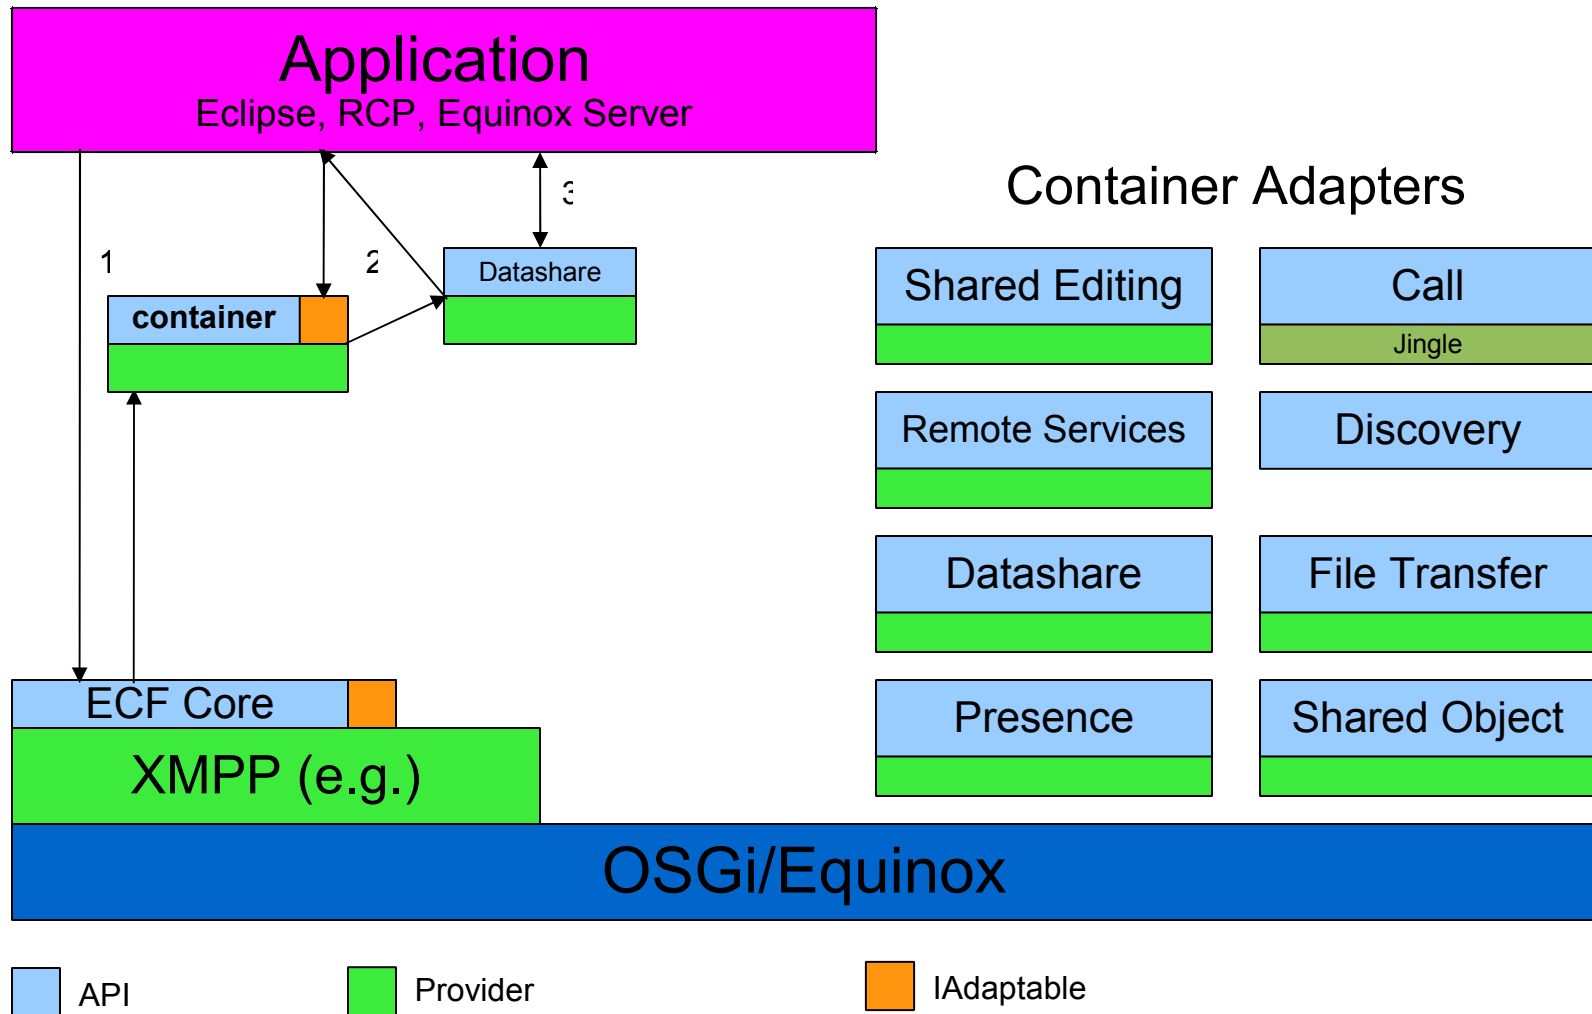 Application
Eclipse, RCP, Equinox Server
Container Adapters
1
2
3
container
Datashare
Shared Editing
Call
Jingle
Remote Services
Discovery
Datashare
File Transfer
Presence
Shared Object
ECF Core
XMPP (e.g.)
OSGi/Equinox
API
Provider
IAdaptable